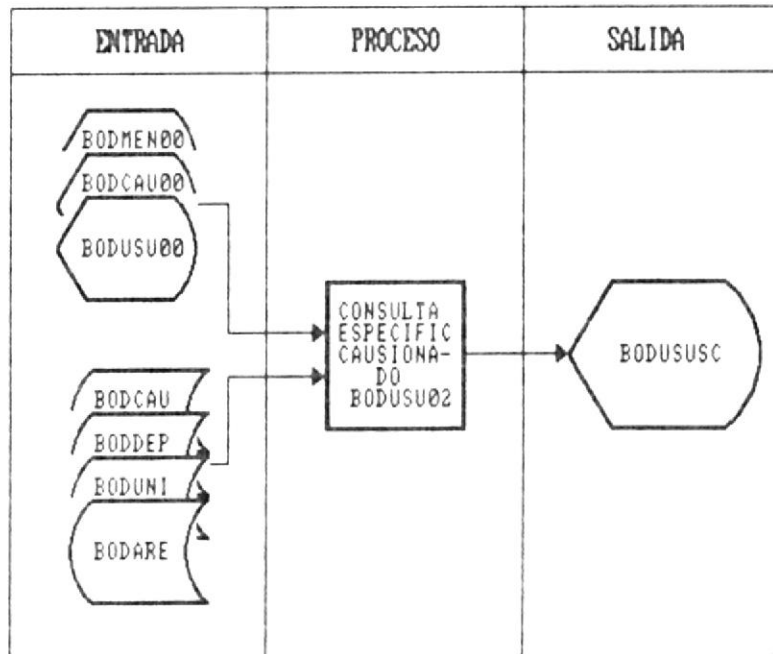 ENTRADA PROCESO SALIDA
BODMEN00
BODCAU00
BODUSU00
BODCAU
BODDEP
BODUNI
BODARE
CONSULTA
ESPECIFIC
CAUSIONA-
DO
BODUSU02
BODUSUSC